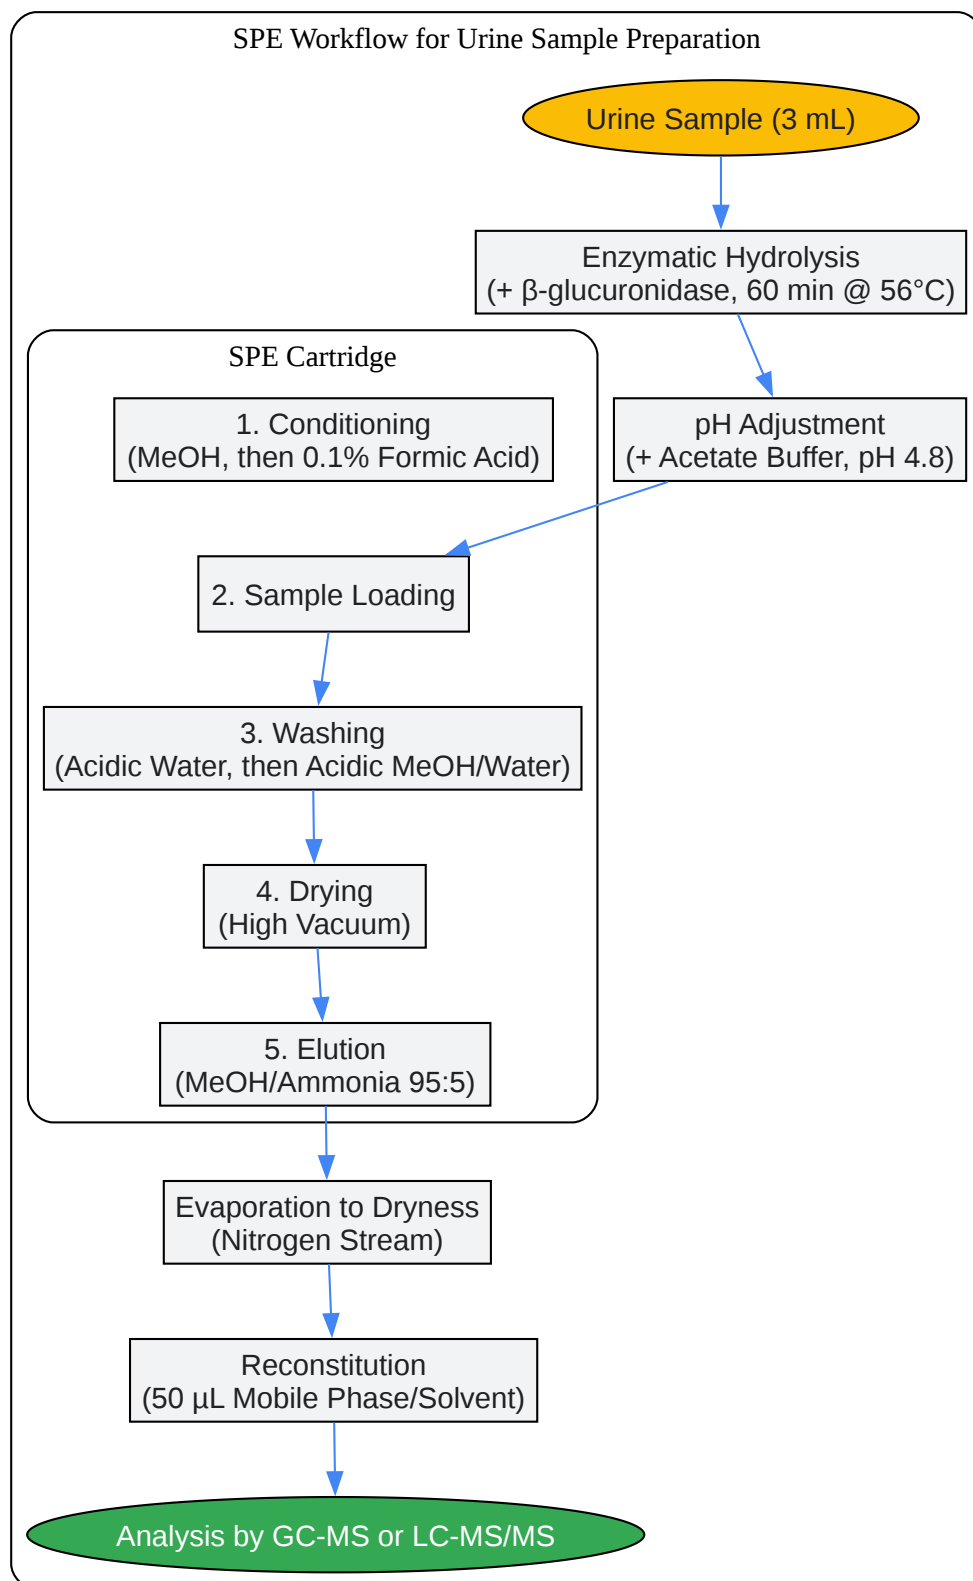 SPE Workflow for Urine Sample Preparation
Urine Sample (3 mL)
Enzymatic Hydrolysis
(+ β-glucuronidase, 60 min @ 56°C)
SPE Cartridge
1. Conditioning
(MeOH, then 0.1% Formic Acid)
pH Adjustment
(+ Acetate Buffer, pH 4.8)
2. Sample Loading
3. Washing
(Acidic Water, then Acidic MeOH/Water)
4. Drying
(High Vacuum)
5. Elution
(MeOH/Ammonia 95:5)
Evaporation to Dryness
(Nitrogen Stream)
Reconstitution
(50 µL Mobile Phase/Solvent)
Analysis by GC-MS or LC-MS/MS